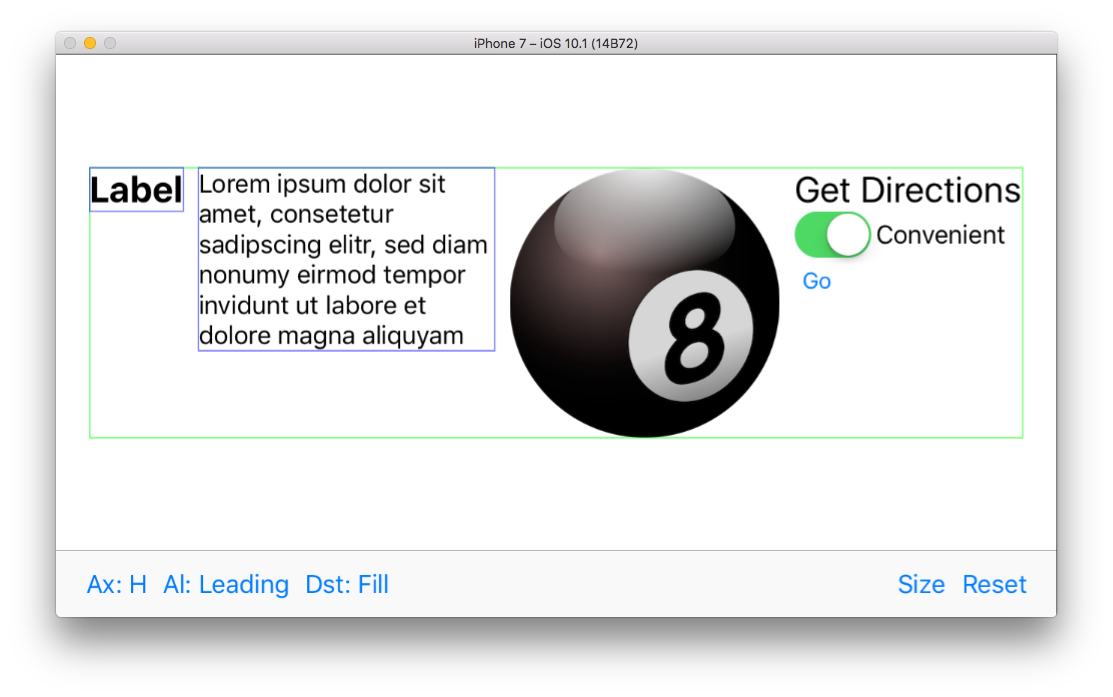 iPhone 7 – iOS 10.1 (14B72)
Label
Lorem ipsum dolor sit
amet, consetetur
sadipscing elitr, sed diam
nonumy eirmod tempor
invidunt ut labore et
dolore magna aliquyam
8
Get Directions
Convenient
Go
Ax: H Al: Leading Dst: Fill Size Reset